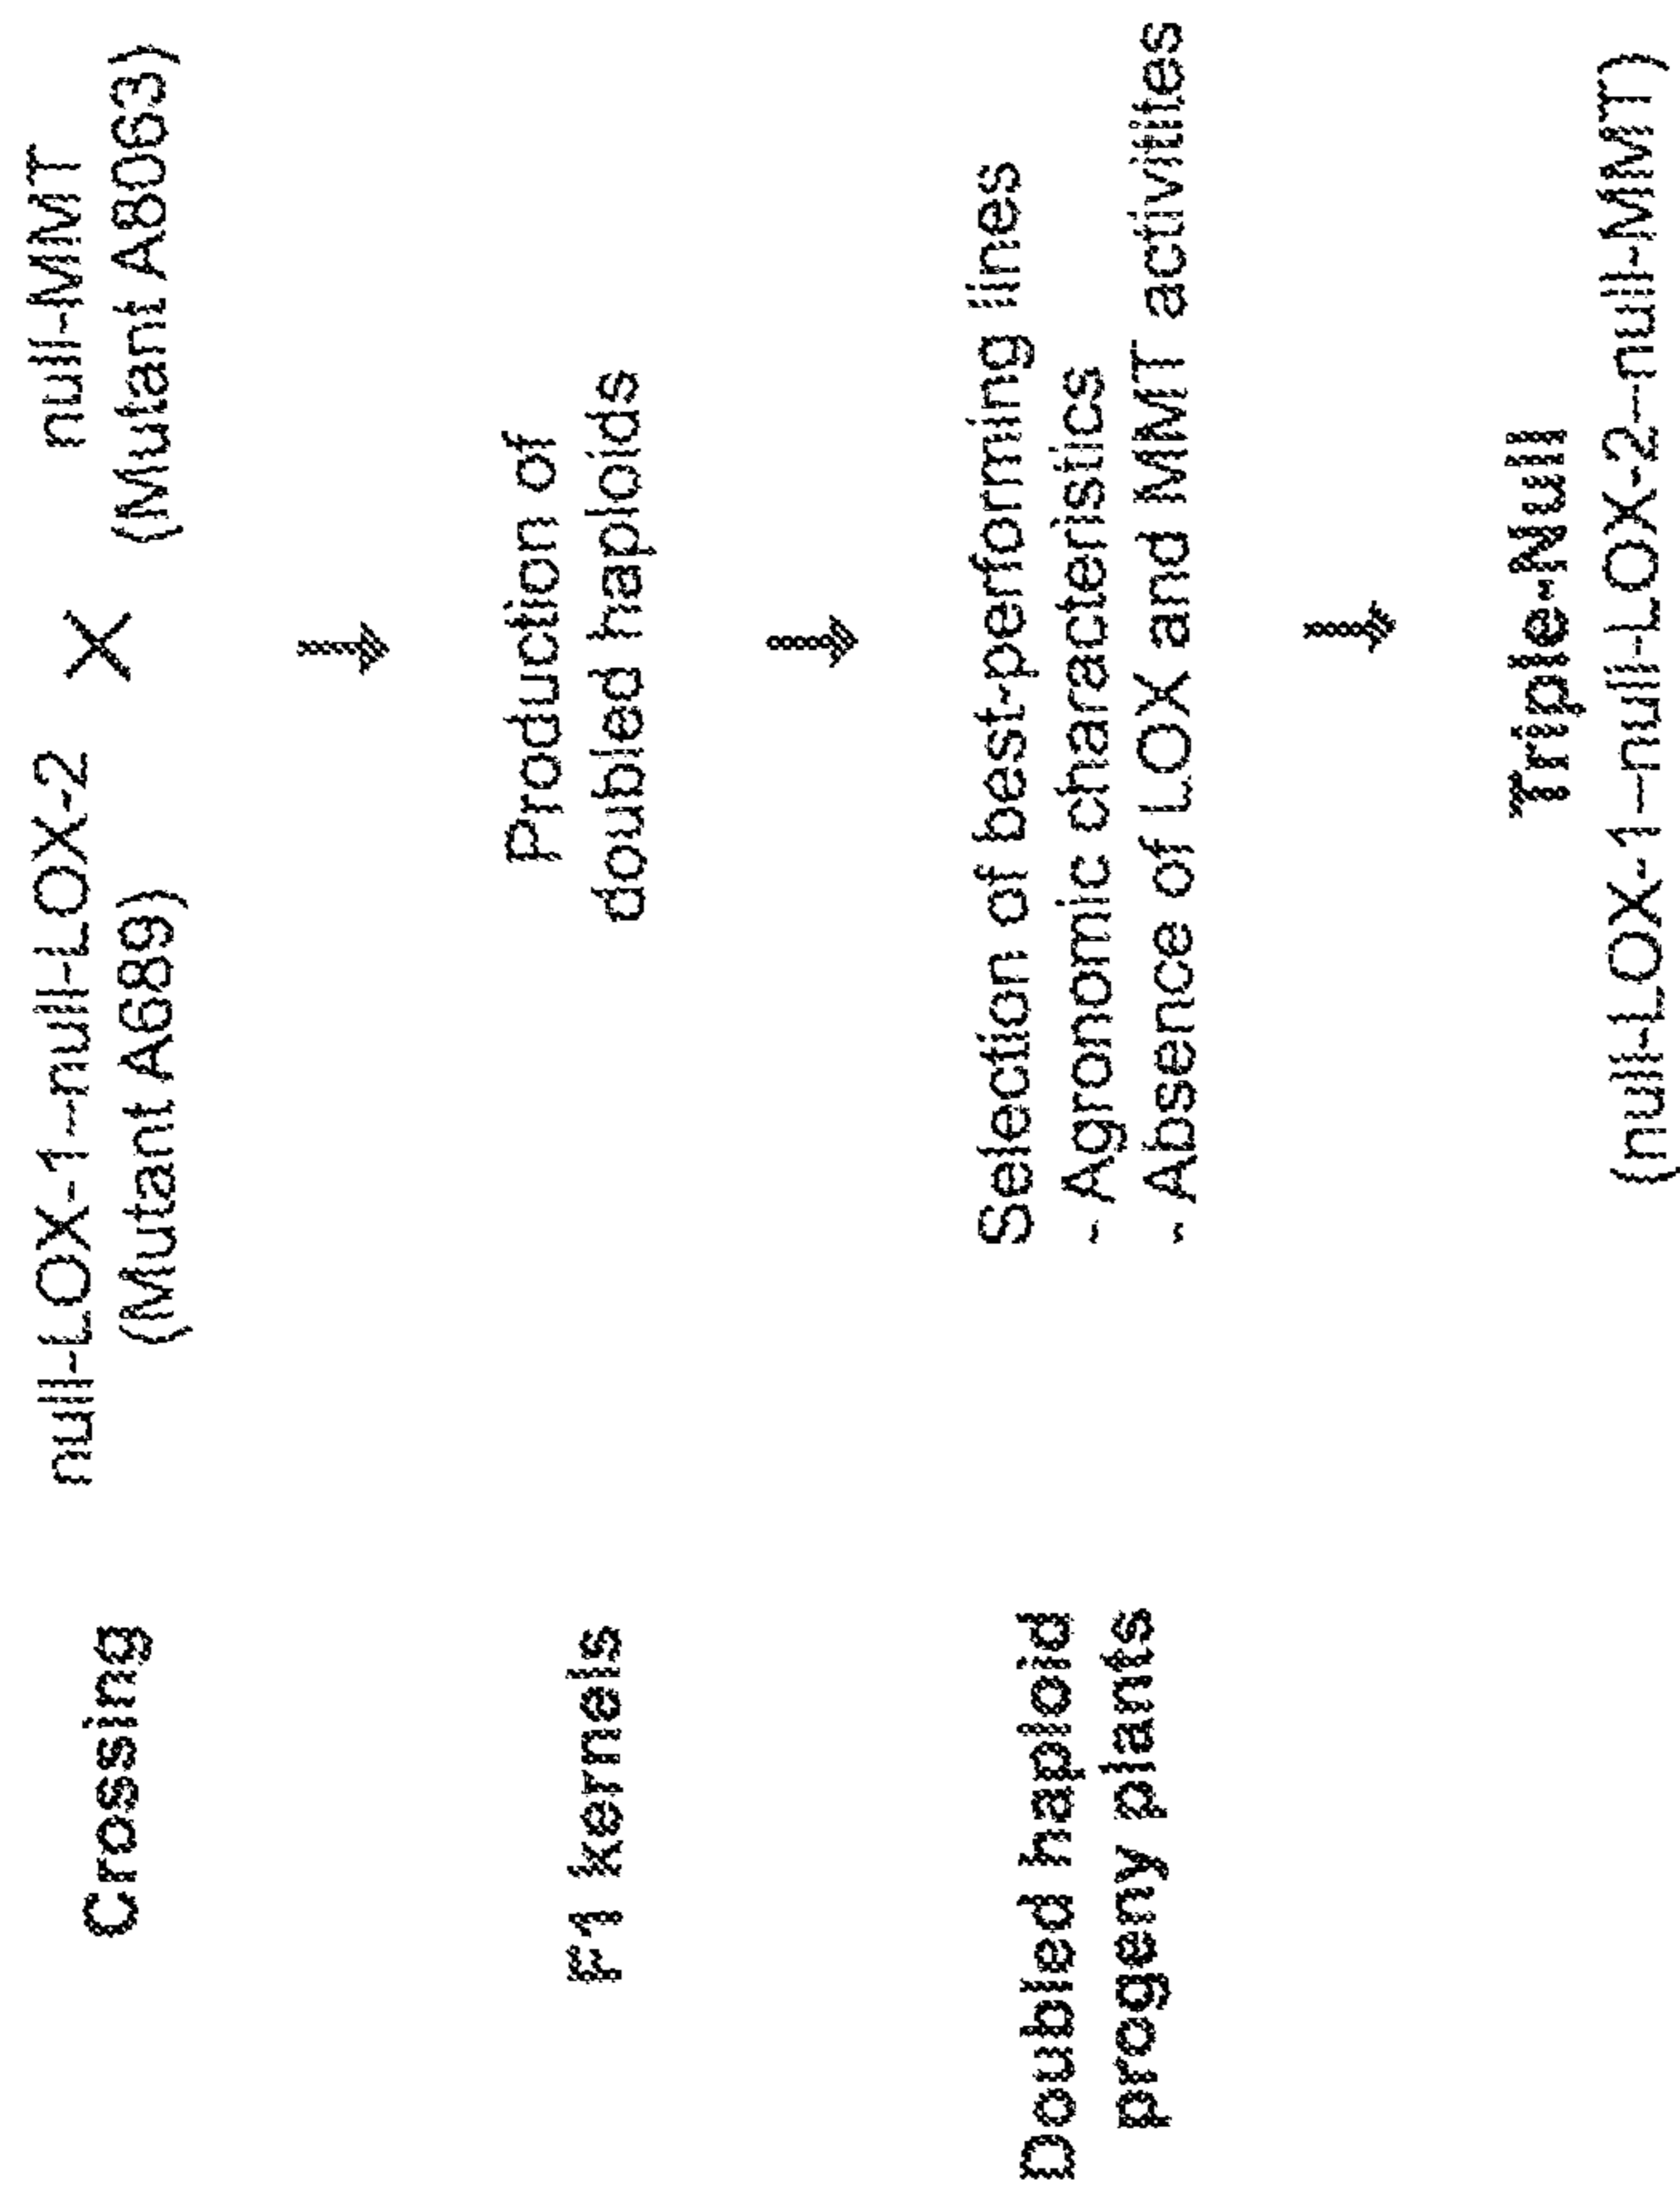 Crossing
null-LOX-1--null-LOX-2 X null-MMT
(Mutant A689) (Mutant A8063)
F1 kernels
Production of
doubled haploids
Doubled haploid
progeny plants
Selection of best-performing lines
- Agronomic characteristics
- Absence of LOX and MMT activities
Triple-Null
(null-LOX-1--null-LOX-2--null-MMT)